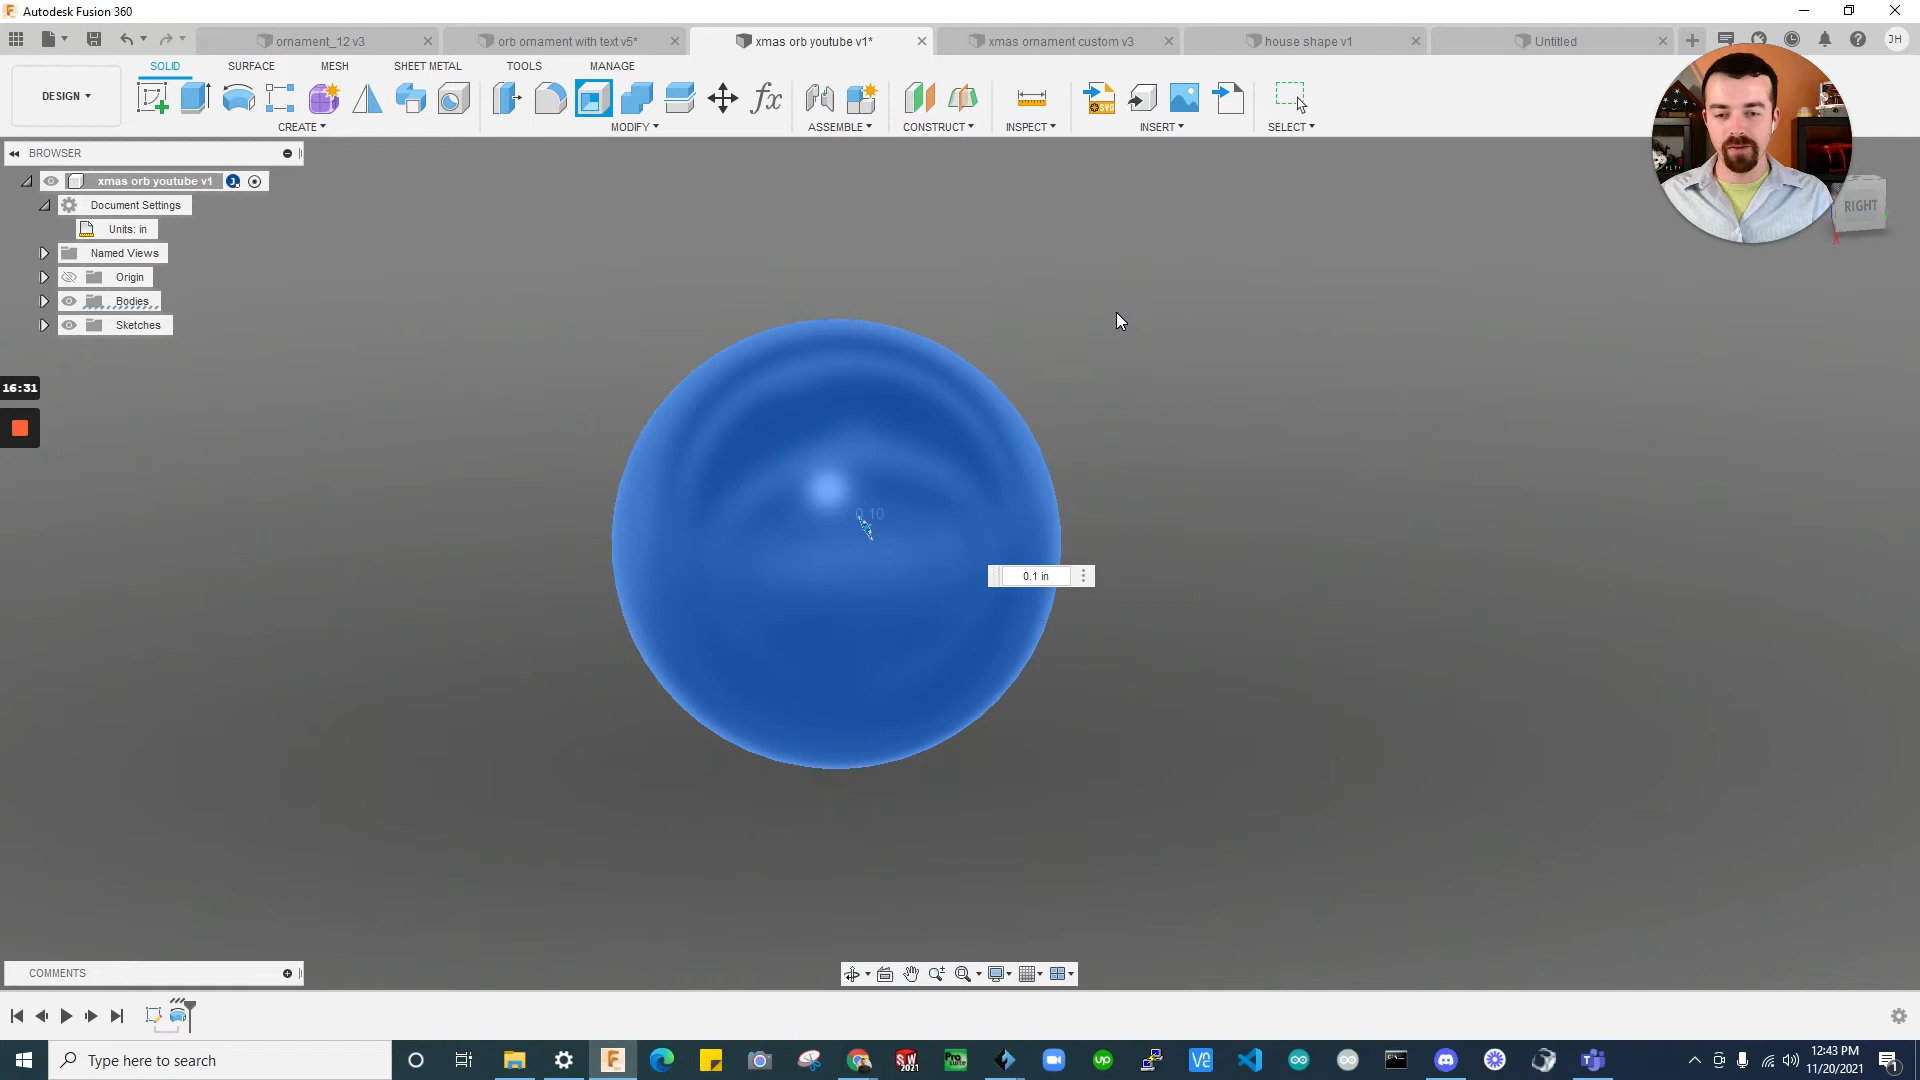 Autodesk Fusion 360
ornament_12 v3
orb ornament with text v5*
xmas orb youtube v1*
xmas ornament custom v3
house shape v1
Untitled
JH
SOLID
SURFACE
MESH
SHEET METAL
TOOLS
MANAGE
DESIGN
CREATE
MODIFY
ASSEMBLE
CONSTRUCT
INSPECT
INSERT
SELECT
BROWSER
xmas orb youtube v1
Document Settings
Units: in
Named Views
Origin
Bodies
Sketches
RIGHT
X
16:31
0.10
0.1 in
COMMENTS
Type here to search
12:43 PM
11/20/2021